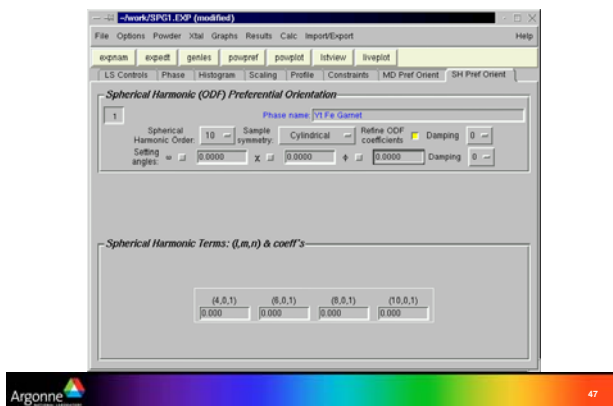 ~/work/SPG1.EXP (modified)
File Options Powder Xtal Graphs Results Calc Import/Export Help
expnam expedt genles powpref powplot lstview liveplot
LS Controls Phase Histogram Scaling Profile Constraints MD Pref Orient SH Pref Orient
Spherical Harmonic (ODF) Preferential Orientation
1 Phase name: Yt Fe Garnet
Spherical Harmonic Order: 10 Sample symmetry: Cylindrical Refine ODF coefficients Damping 0
Setting angles: ω 0.0000 χ 0.0000 ϕ 0.0000 Damping 0
Spherical Harmonic Terms: (l,m,n) & coeff's
(4,0,1) (6,0,1) (8,0,1) (10,0,1)
0.000 0.000 0.000 0.000
Argonne
47